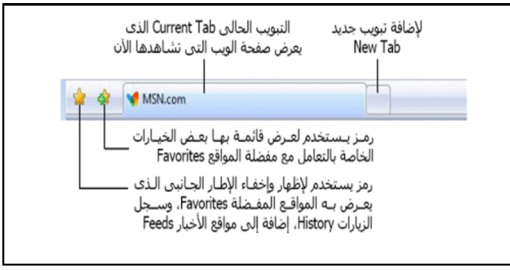 لإضافة تبويب جديد
New Tab
التبويب الحالى Current Tab الذى
يعرض صفحة الويب التى تشاهدها الآن
MSN.com
رمز يستخدم لعرض قائمة بها بعض الخيارات
الخاصة بالتعامل مع مفضلة المواقع Favorites
رمز يستخدم لإظهار وإخفاء الإطار الجانبى الذى
يعرض به المواقع المفضلة Favorites، وسجل
الزيارات History، إضافة إلى مواقع الأخبار Feeds